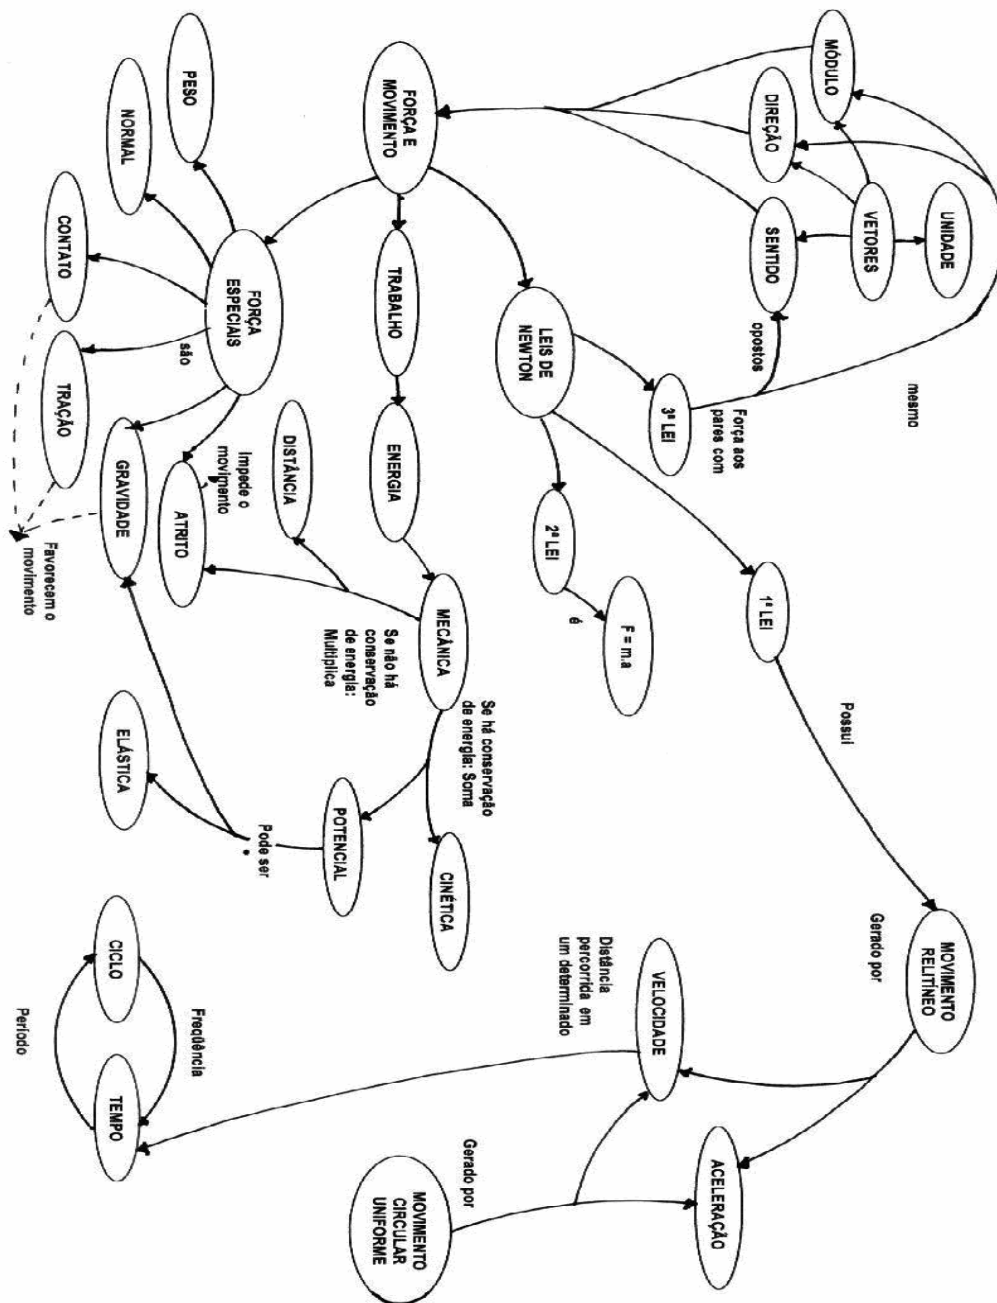 MÓDULO
DIREÇÃO
SENTIDO
VETORES
UNIDADE
opostos
mesmo
FORÇA E
MOVIMENTO
LEIS DE
NEWTON
3ª LEI
Força aos
pares com
2ª LEI
é
F = m.a
1ª LEI
Possui
MOVIMENTO
RELITÍNEO
Gerado por
VELOCIDADE
Distância
percorrida em
um determinado
ACELERAÇÃO
Gerado por
MOVIMENTO
CIRCULAR
UNIFORME
TRABALHO
ENERGIA
MECÂNICA
Se há conservação
de energia: Soma
Se não há
conservação
de energia:
Multiplica
CINÉTICA
POTENCIAL
Pode ser
ELÁSTICA
DISTÂNCIA
Impede o
movimento
ATRITO
FORÇA
ESPECIAIS
são
PESO
NORMAL
CONTATO
TRAÇÃO
GRAVIDADE
Favorecem o
movimento
CICLO
Freqüência
TEMPO
Período